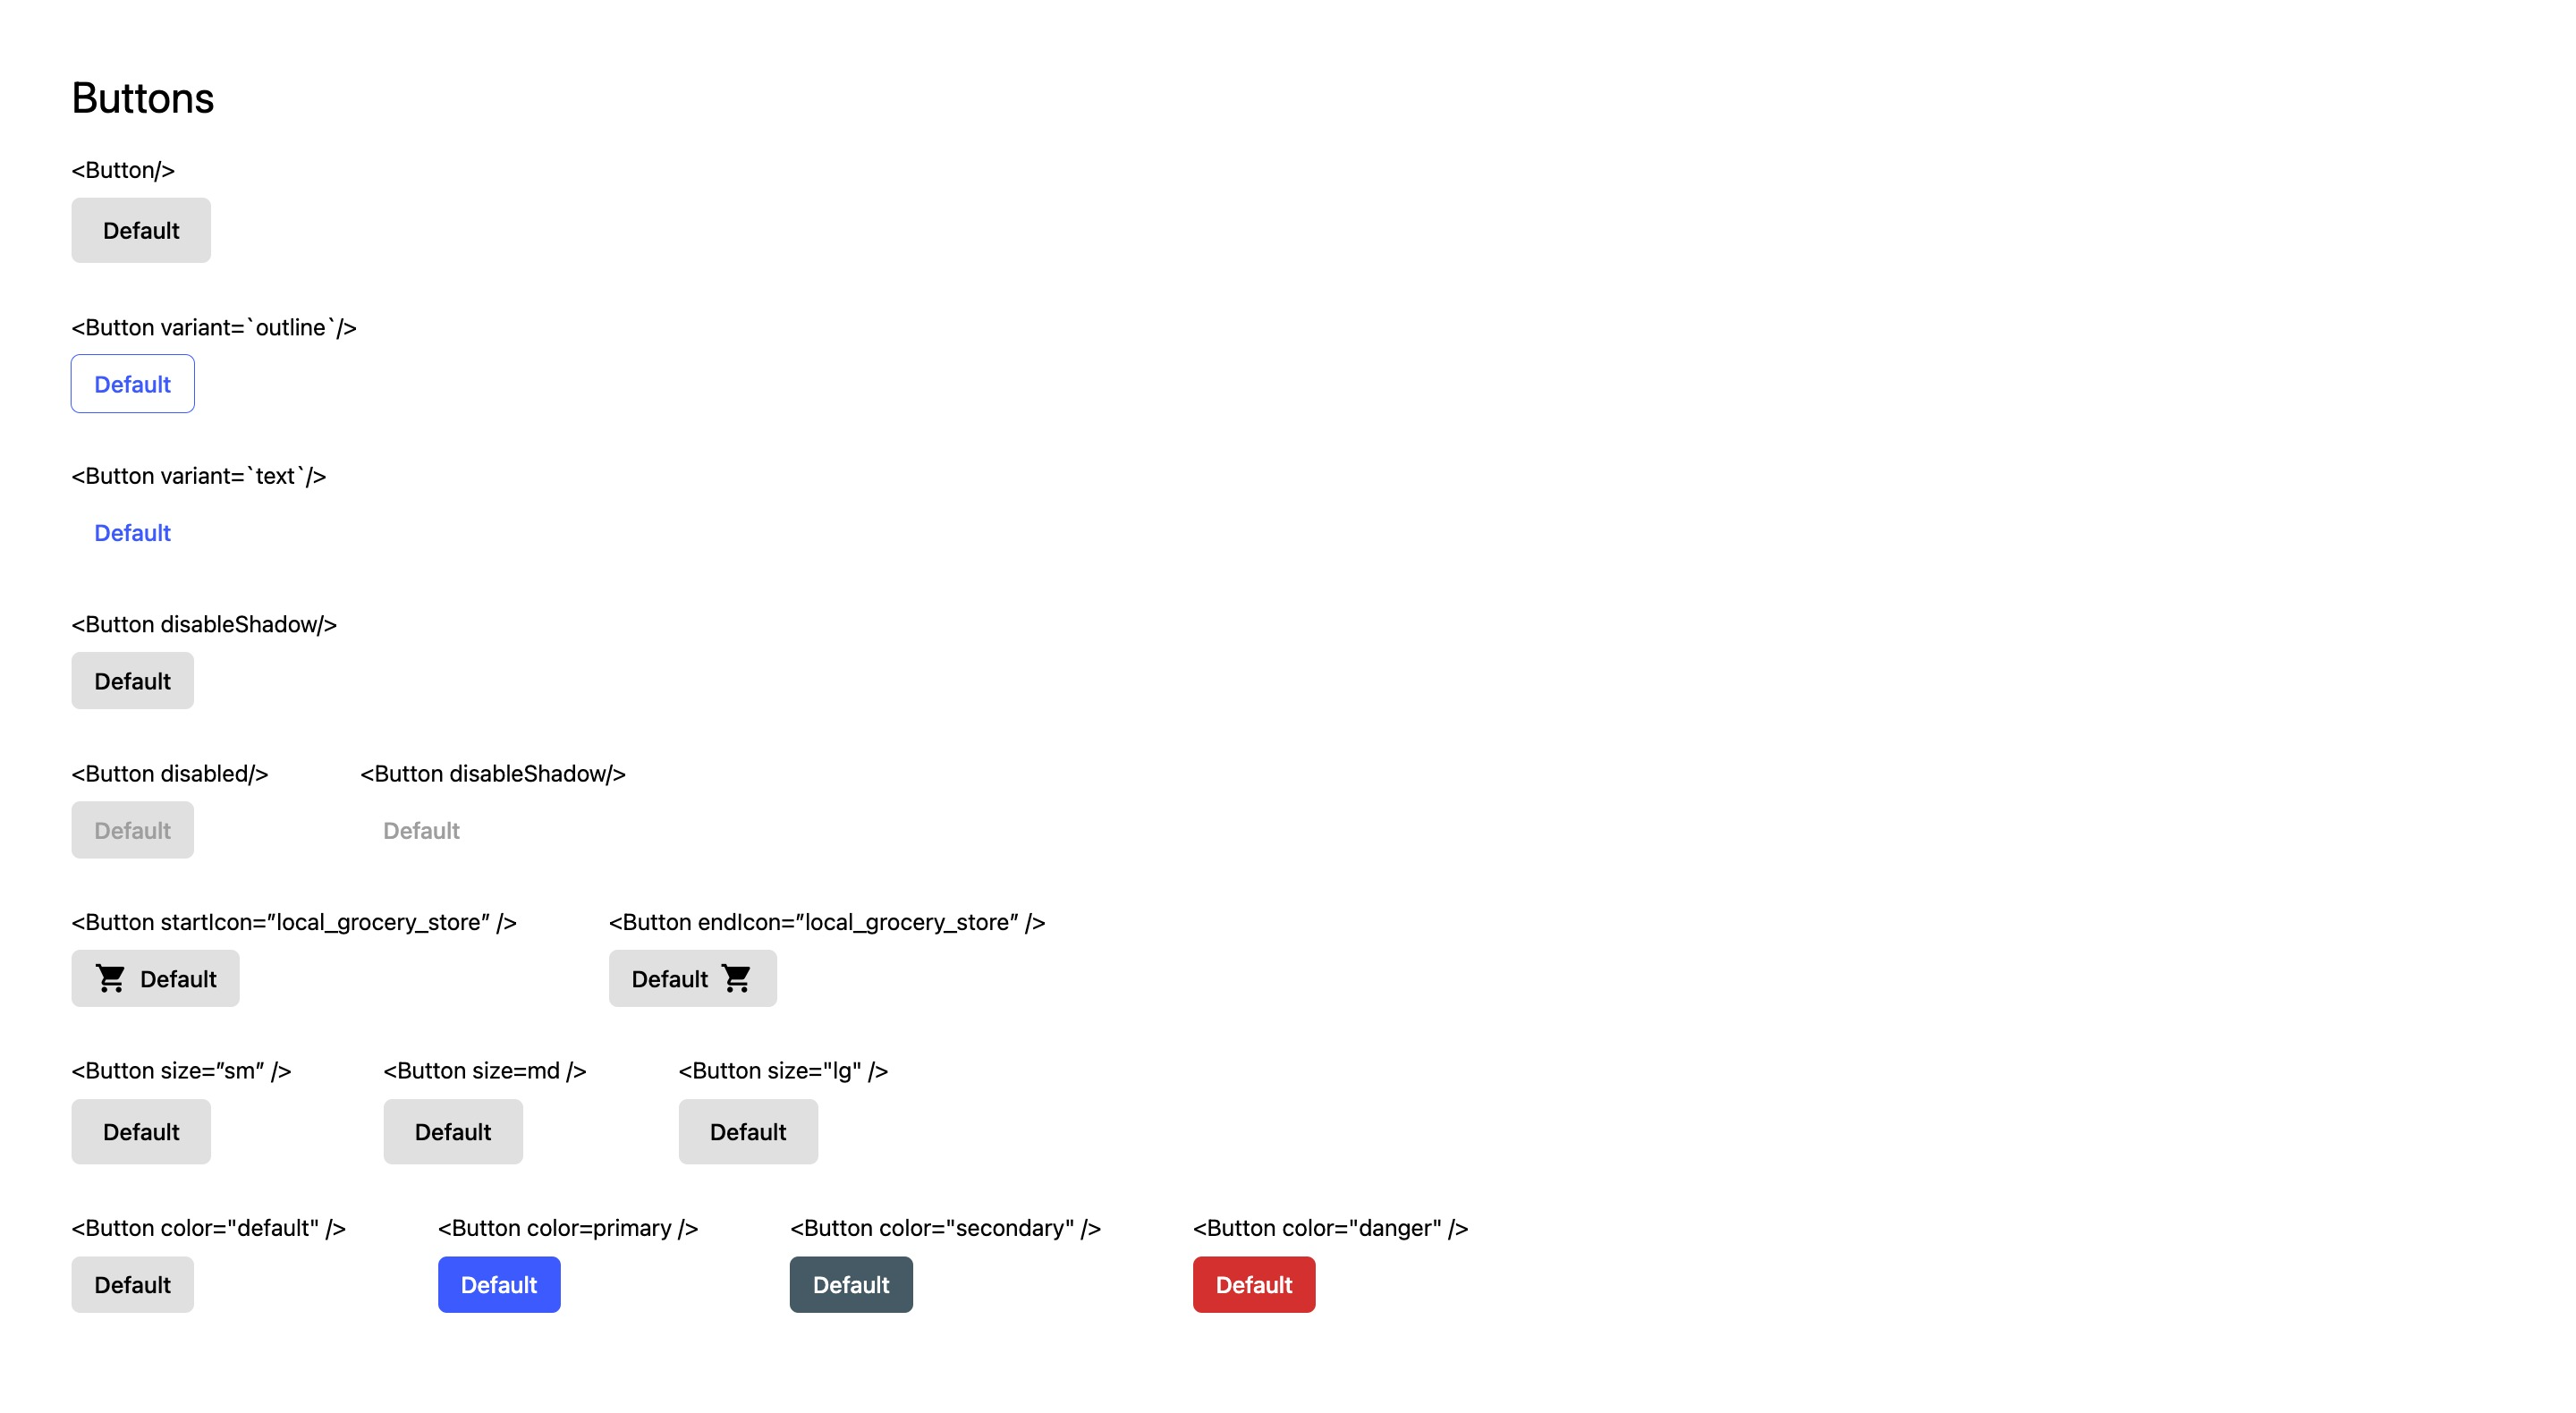 Buttons
<Button/>
Default
<Button variant=`outline`/>
Default
<Button variant=`text`/>
Default
<Button disableShadow/>
Default
<Button disabled/> <Button disableShadow/>
Default Default
<Button startIcon=”local_grocery_store” /> <Button endIcon=”local_grocery_store” />
Default Default
<Button size=”sm” /> <Button size=md /> <Button size="lg" />
Default Default Default
<Button color="default" /> <Button color=primary /> <Button color="secondary" /> <Button color="danger" />
Default Default Default Default